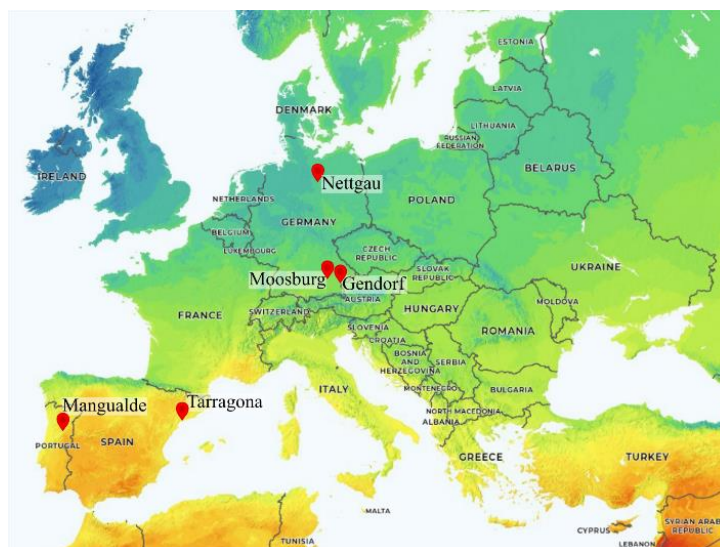 ESTONIA
LATVIA
DENMARK
LITHUANIA
RUSSIAN
FEDERATION
IRELAND
BELARUS
Nettgau
NETHERLANDS
POLAND
GERMANY
BELGIUM
LUXEMBOURG
CZECH
REPUBLIC
UKRAINE
Moosburg
Gendorf
SLOVAK
REPUBLIC
AUSTRIA
FRANCE
SWITZERLAND
HUNGARY
MOLDOVA
SLOVENIA
CROATIA
ROMANIA
BOSNIA
AND
HERZEGOVINA
SERBIA
ITALY
MONTENEGRO
BULGARIA
Mangualde
Tarragona
NORTH MACEDONIA
ALBANIA
PORTUGAL
SPAIN
GREECE
TURKEY
MALTA
SYRIAN ARAB
REPUBLIC
CYPRUS
TUNISIA
LEBANON